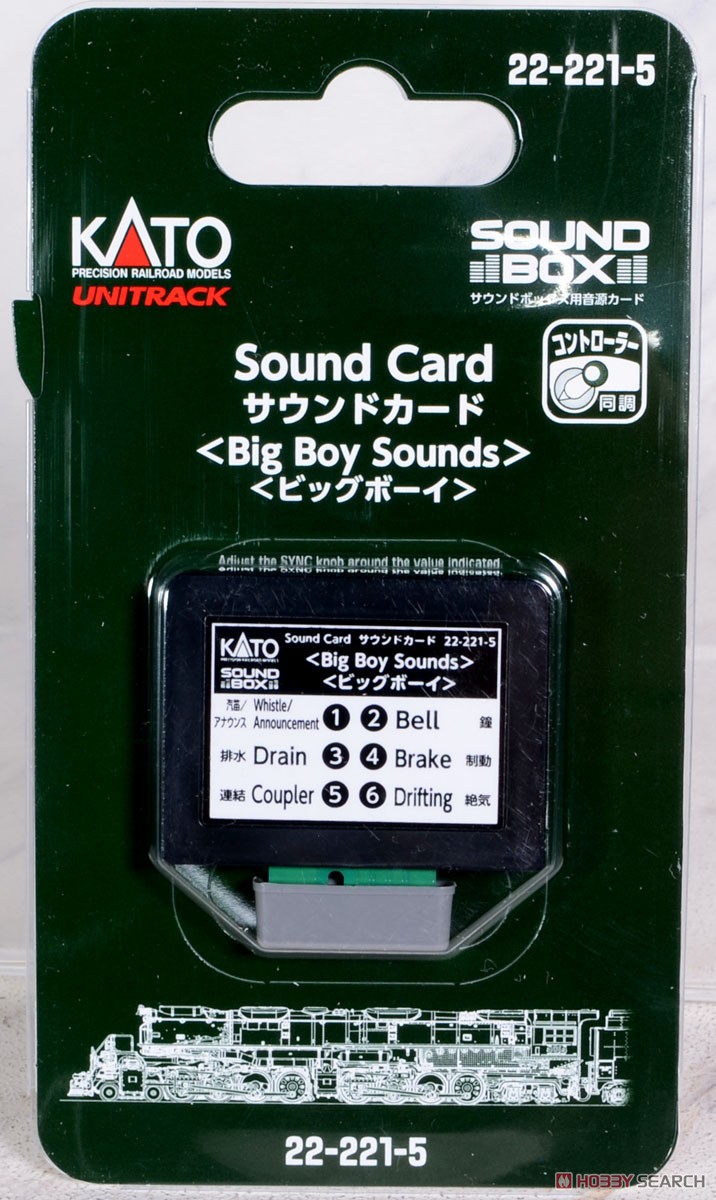 22-221-5
KATO
PRECISION RAILROAD MODELS
UNITRACK
SOUND
BOX
サウンドボックス用音源カード
コントローラー
同調
Sound Card
サウンドカード
<Big Boy Sounds>
<ビッグボーイ>
Adjust the SYNC knob around the value indicated.
KATO
PRECISION RAILROAD MODELS
SOUND
BOX
Sound Card サウンドカード 22-221-5
<Big Boy Sounds>
<ビッグボーイ>
汽笛/アナウンス Whistle/Announcement 1 2 Bell 鐘
排水 Drain 3 4 Brake 制動
連結 Coupler 5 6 Drifting 絶気
22-221-5
HOBBY SEARCH